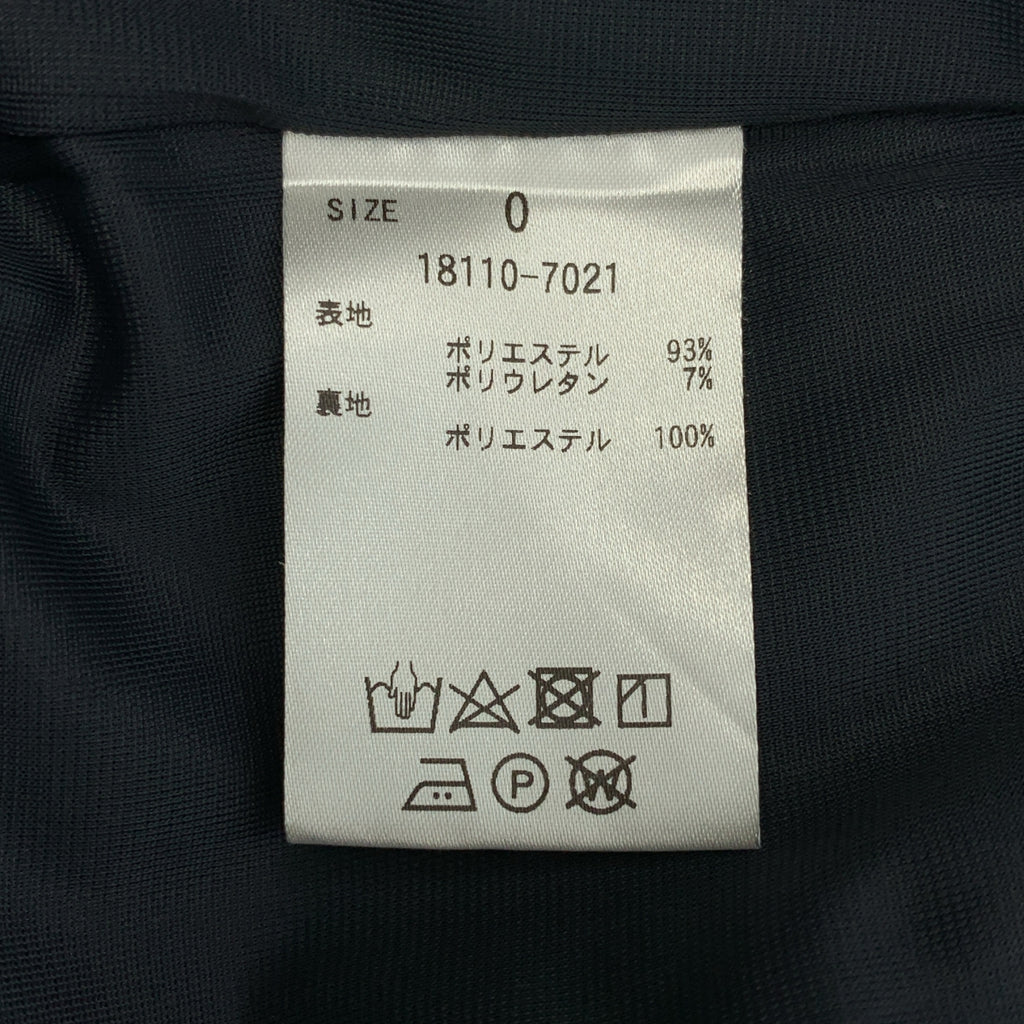 SIZE 0
18110-7021
表地
ポリエステル 93%
ポリウレタン 7%
裏地
ポリエステル 100%
P W